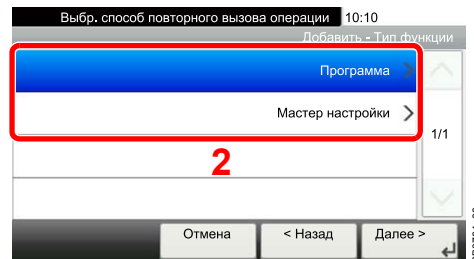 Выбр. способ повторного вызова операции 10:10
Добавить - Тип функции
Программа
Мастер настройки
1/1
2
Отмена
< Назад
Далее >